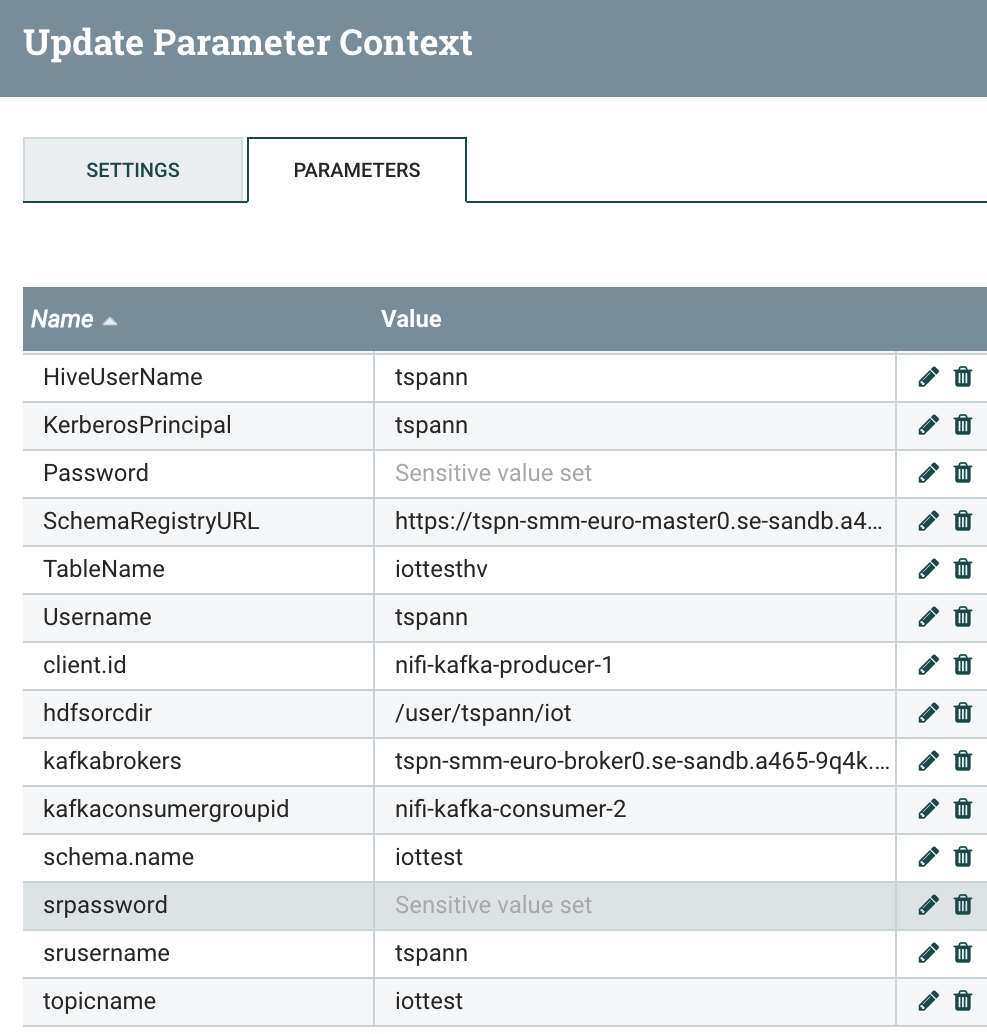 Update Parameter Context
SETTINGS PARAMETERS
Name Value
HiveUserName tspann
KerberosPrincipal tspann
Password Sensitive value set
SchemaRegistryURL https://tspn-smm-euro-master0.se-sandb.a4...
TableName iottesthv
Username tspann
client.id nifi-kafka-producer-1
hdfsorcdir /user/tspann/iot
kafkabrokers tspn-smm-euro-broker0.se-sandb.a465-9q4k....
kafkaconsumergroupid nifi-kafka-consumer-2
schema.name iottest
srpassword Sensitive value set
srusername tspann
topicname iottest